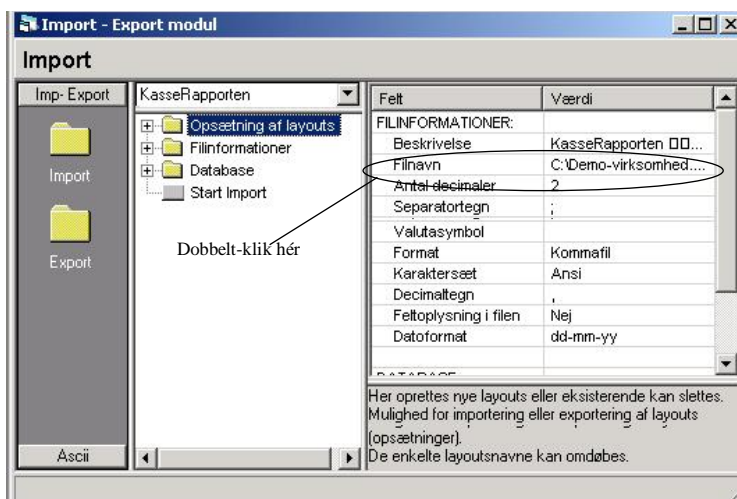 Import - Export modul
Import
Imp- Export
Import
Export
Ascii
KasseRapporten
Opsætning af layouts
Filinformationer
Database
Start Import
Dobbelt-klik hér
Felt Værdi
FILINFORMATIONER:
Beskrivelse KasseRapporten □□...
Filnavn C:\Demo-virksomhed....
Antal decimaler 2
Separatortegn ;
Valutasymbol
Format Kommafil
Karaktersæt Ansi
Decimaltegn ,
Feltoplysning i filen Nej
Datoformat dd-mm-yy
DATABASE
Her oprettes nye layouts eller eksisterende kan slettes.
Mulighed for importering eller exportering af layouts
(opsætninger).
De enkelte layoutsnavne kan omdøbes.